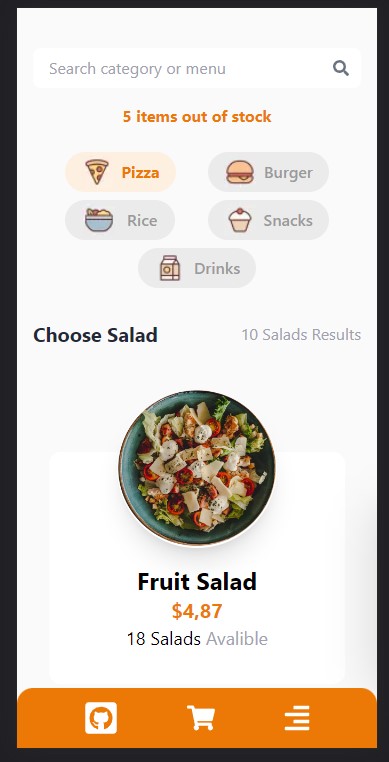 Search category or menu
5 items out of stock
Pizza
Burger
Rice
Snacks
Drinks
Choose Salad
10 Salads Results
Fruit Salad
$4,87
18 Salads Avalible